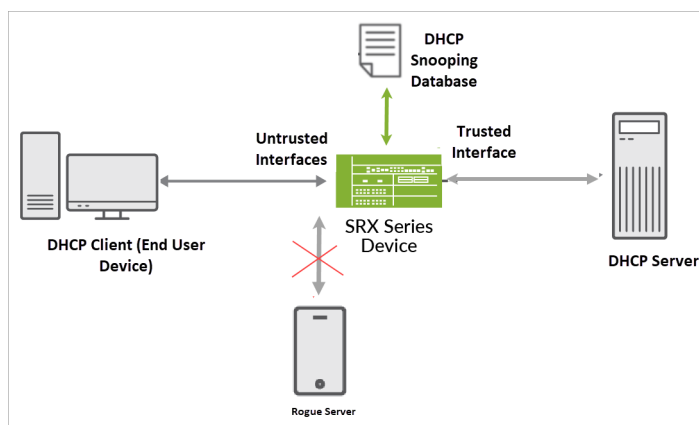 DHCP
Snooping
Database
Untrusted
Interfaces
Trusted
Interface
SRX Series
Device
DHCP Client (End User
Device)
DHCP Server
Rogue Server